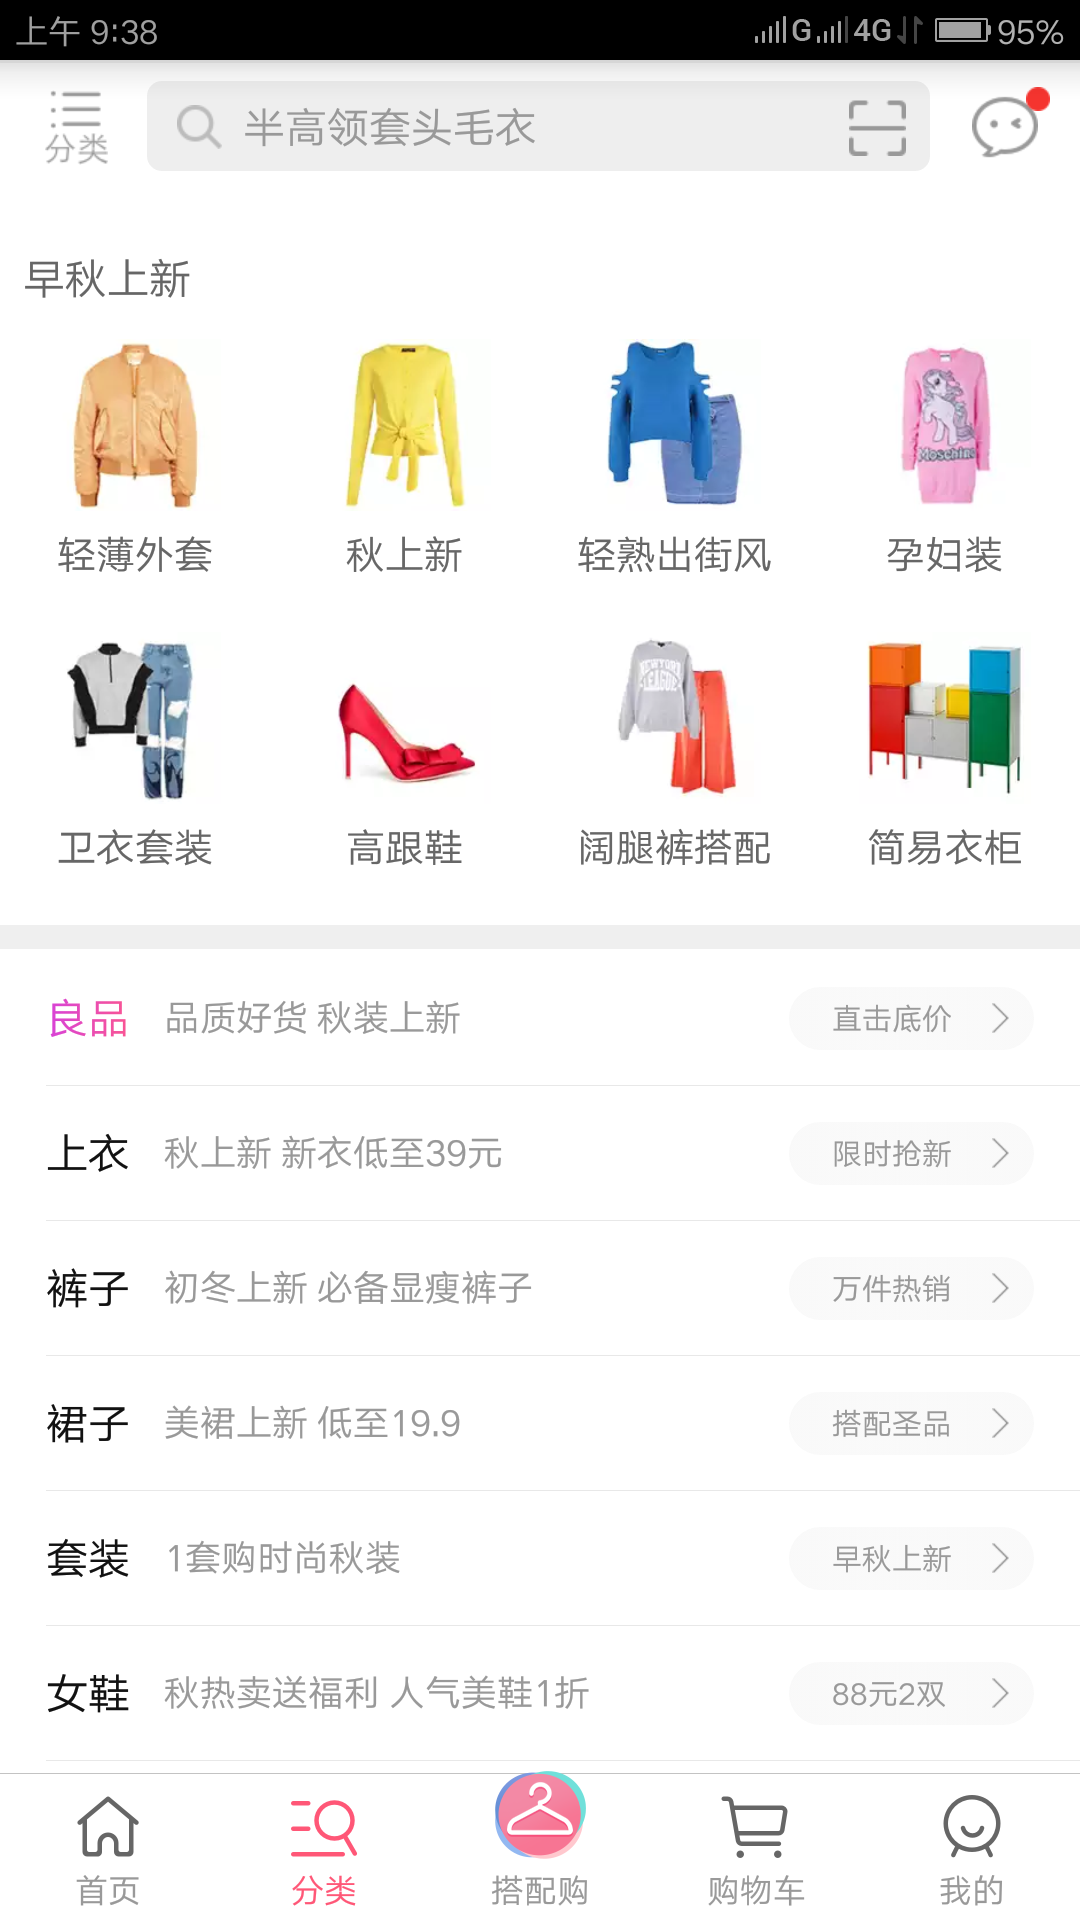 上午 9:38
G 4G 95%
分类
半高领套头毛衣
早秋上新
Moschino
轻薄外套 秋上新 轻熟出街风 孕妇装
NEW YORK
LEAGUE
卫衣套装 高跟鞋 阔腿裤搭配 简易衣柜
良品 品质好货 秋装上新 直击底价
上衣 秋上新 新衣低至39元 限时抢新
裤子 初冬上新 必备显瘦裤子 万件热销
裙子 美裙上新 低至19.9 搭配圣品
套装 1套购时尚秋装 早秋上新
女鞋 秋热卖送福利 人气美鞋1折 88元2双
首页 分类 搭配购 购物车 我的